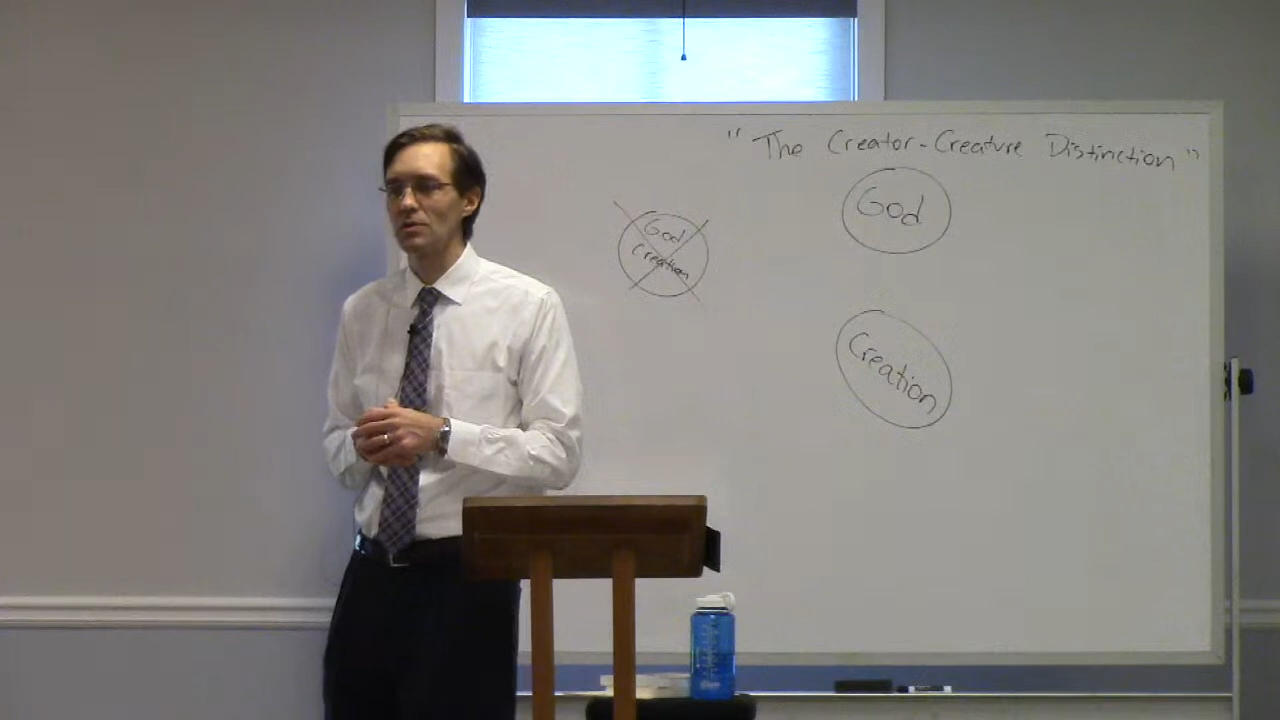 "The Creator-Creature Distinction"
God
Creation
God
Creation